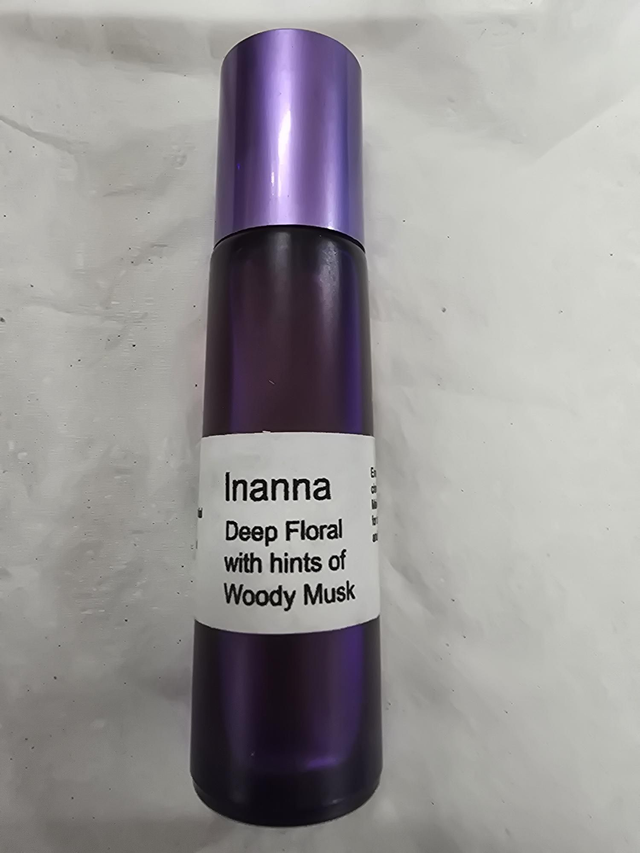 Inanna
Deep Floral
with hints of
Woody Musk